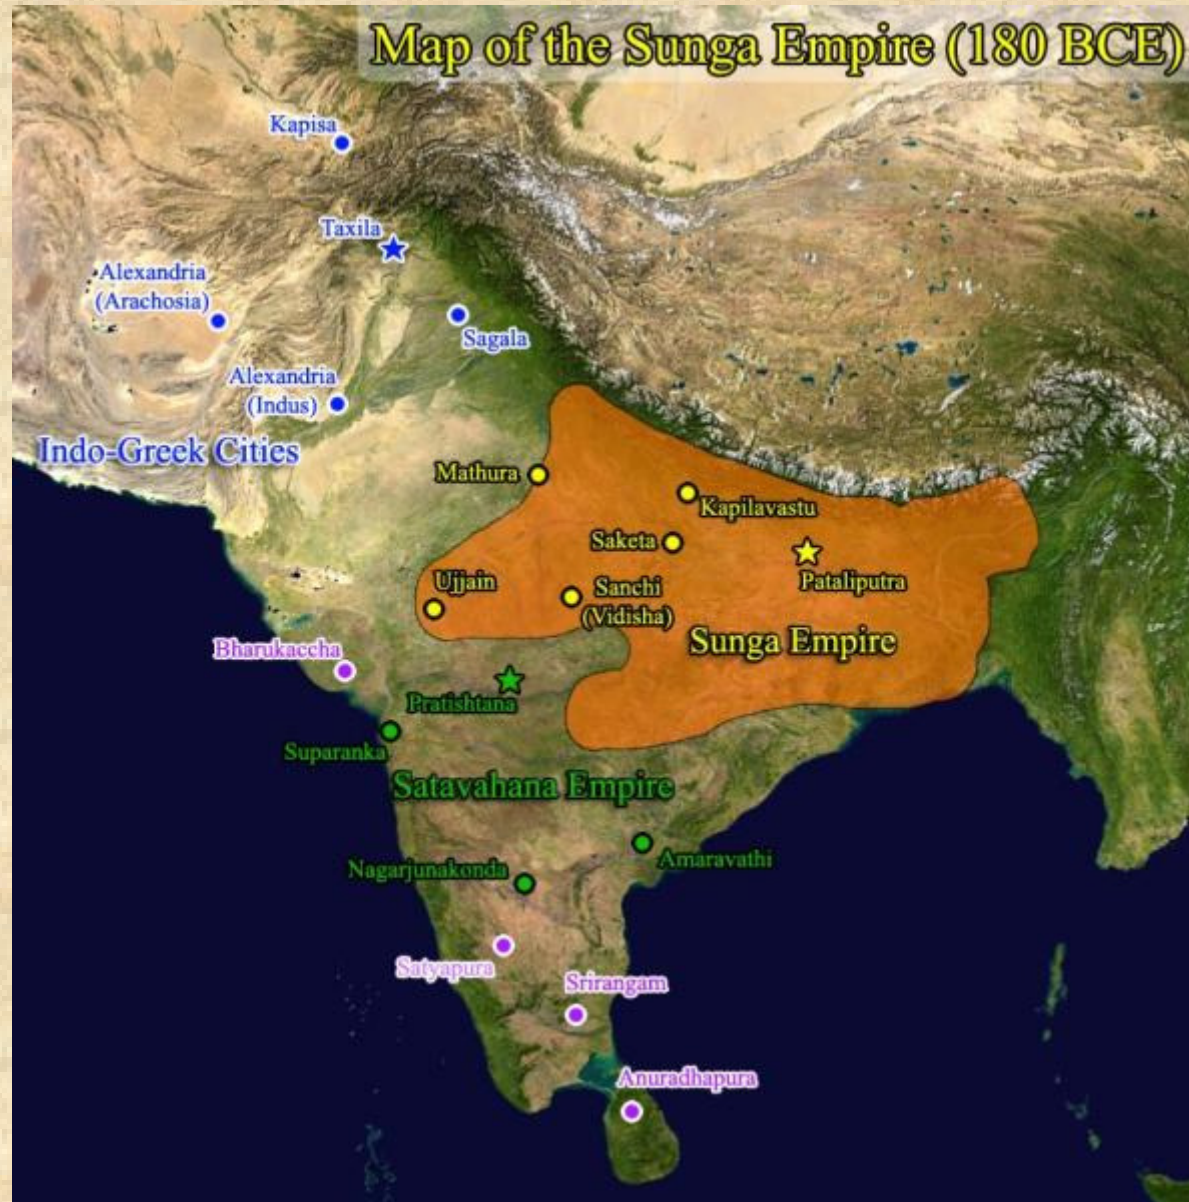 Map of the Sunga Empire (180 BCE)
Kapisa
Taxila
Alexandria
(Arachosia)
Sagala
Alexandria
(Indus)
Indo-Greek Cities
Mathura
Kapilavastu
Saketa
Pataliputra
Ujjain
Sanchi
(Vidisha)
Sunga Empire
Bharukaccha
Pratishtana
Suparanka
Satavahana Empire
Amaravathi
Nagarjunakonda
Satyapura
Srirangam
Anuradhapura